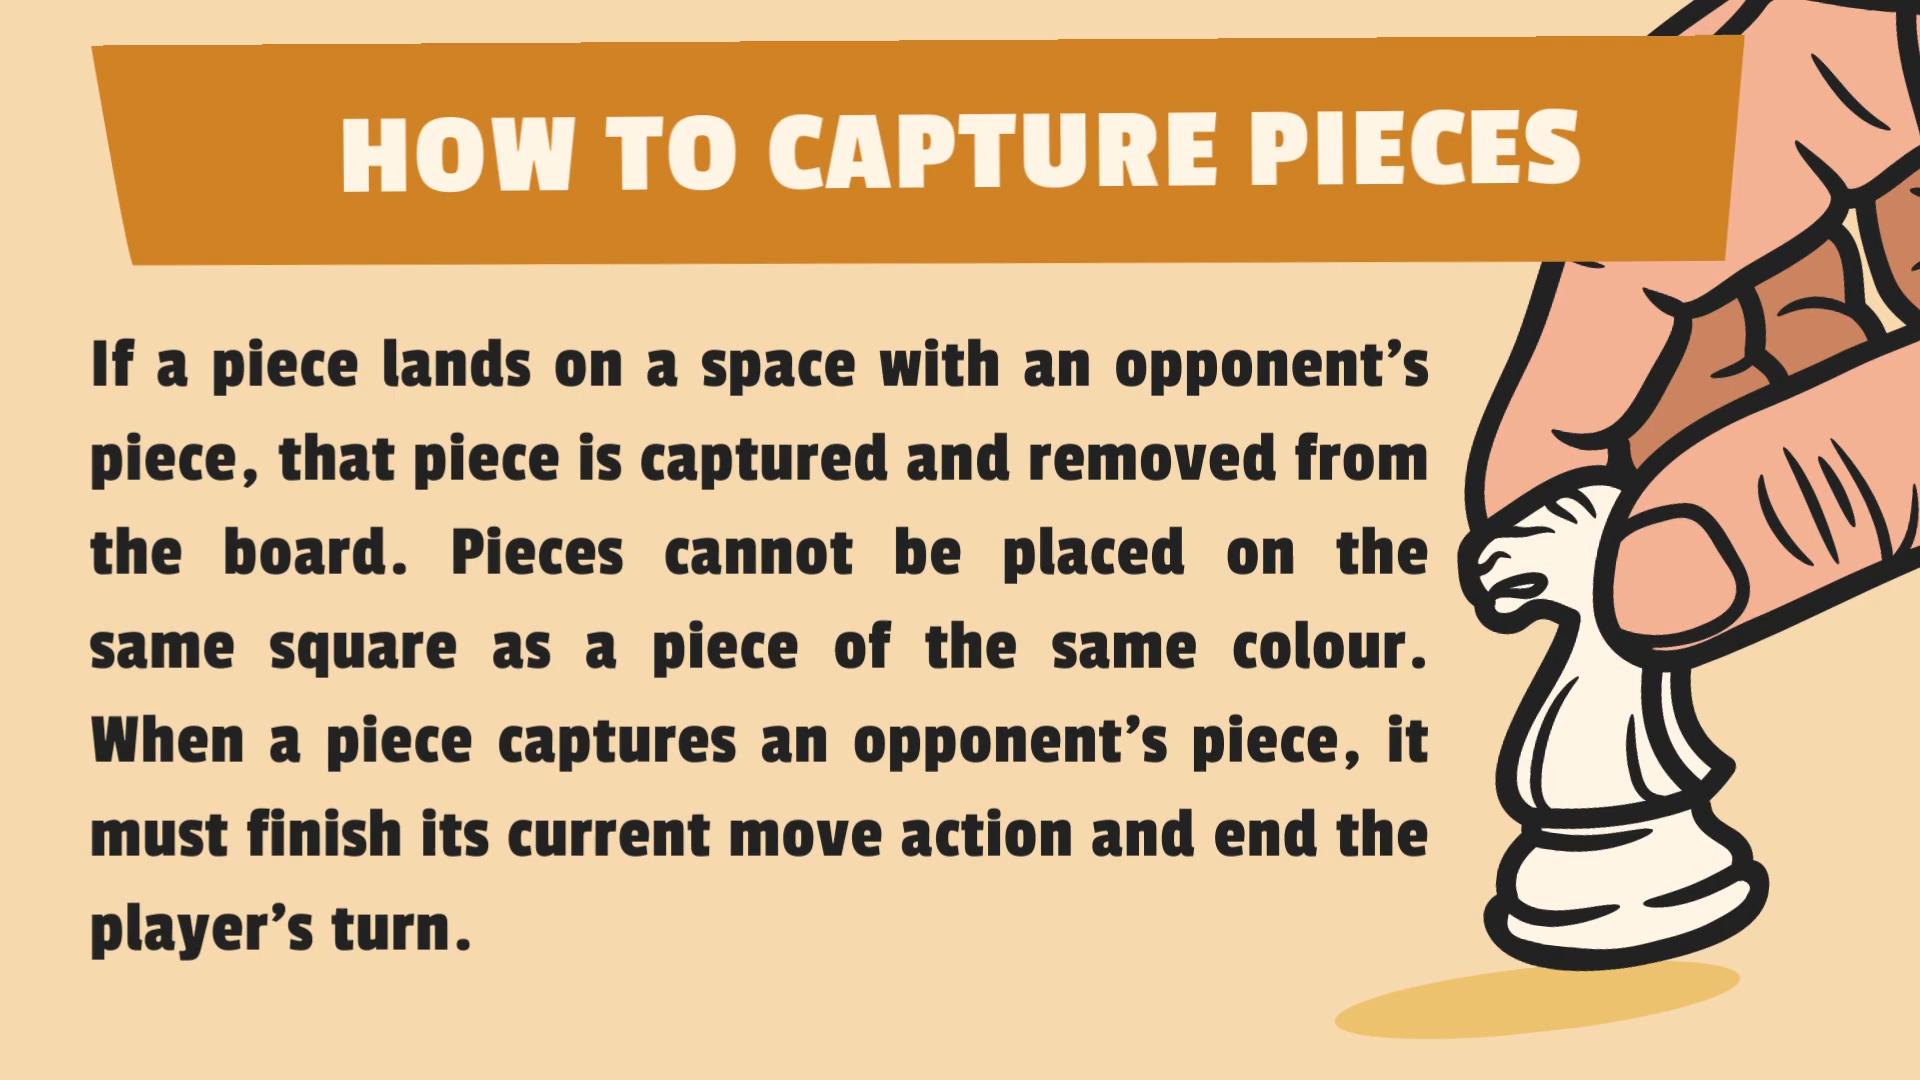 HOW TO CAPTURE PIECES
If a piece lands on a space with an opponent’s
piece, that piece is captured and removed from
the board. Pieces cannot be placed on the
same square as a piece of the same colour.
When a piece captures an opponent’s piece, it
must finish its current move action and end the
player’s turn.